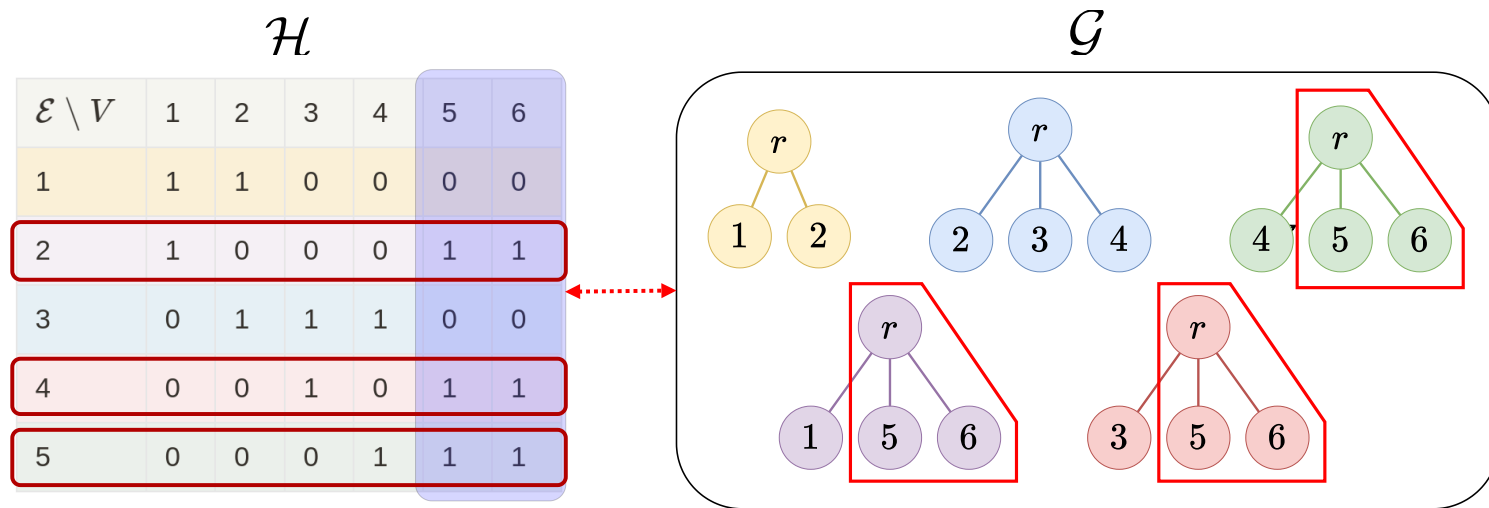 ℋ
𝒢
ℰ \ V 1 2 3 4 5 6
1 1 1 0 0 0 0
2 1 0 0 0 1 1
3 0 1 1 1 0 0
4 0 0 1 0 1 1
5 0 0 0 1 1 1
r r r
1 2 2 3 4 4 5 6
r r
1 5 6 3 5 6